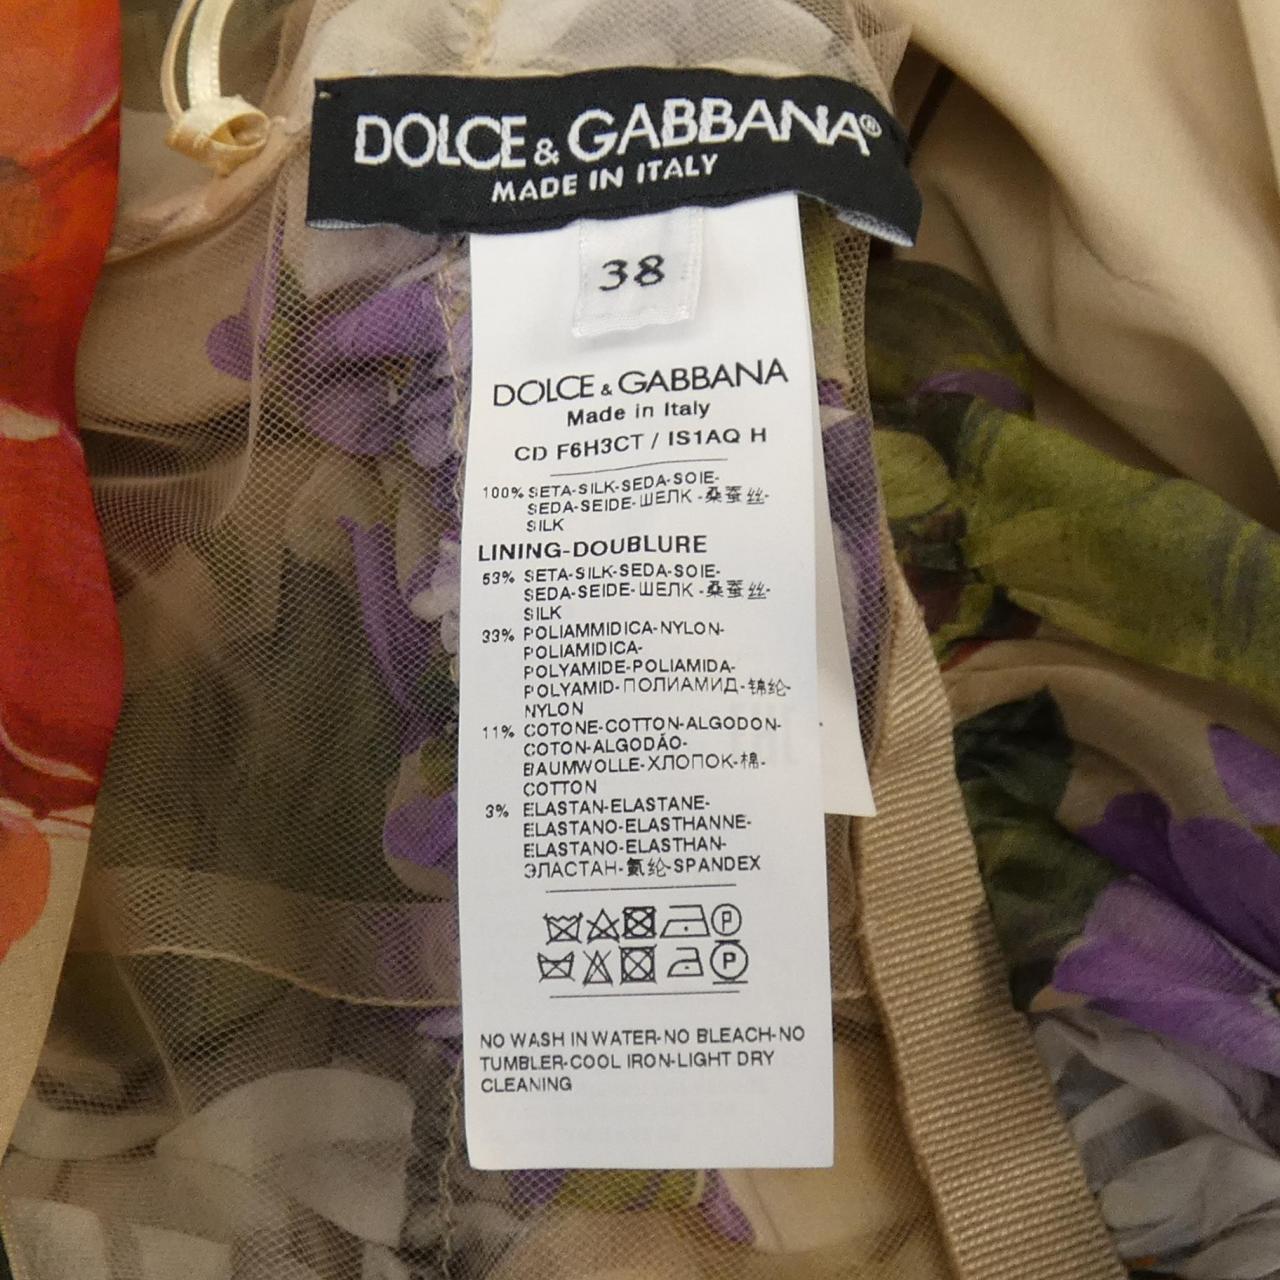 DOLCE & GABBANA®
MADE IN ITALY
38
DOLCE & GABBANA
Made in Italy
CD F6H3CT / IS1AQ H
100% SETA-SILK-SEDA-SOIE-
SEDA-SEIDE-ШЕЛК-桑蚕丝-
SILK
LINING-DOUBLURE
53% SETA-SILK-SEDA-SOIE-
SEDA-SEIDE-ШЕЛК-桑蚕丝-
SILK
33% POLIAMMIDICA-NYLON-
POLIAMIDICA-
POLYAMIDE-POLIAMIDA-
POLYAMID-ПОЛИАМИД-锦纶-
NYLON
11% COTONE-COTTON-ALGODON-
COTON-ALGODÃO-
BAUMWOLLE-ХЛОПОК-棉-
COTTON
3% ELASTAN-ELASTANE-
ELASTANO-ELASTHANNE-
ELASTANO-ELASTHAN-
ЭЛАСТАН-氨纶-SPANDEX
P
P
NO WASH IN WATER-NO BLEACH-NO
TUMBLER-COOL IRON-LIGHT DRY
CLEANING